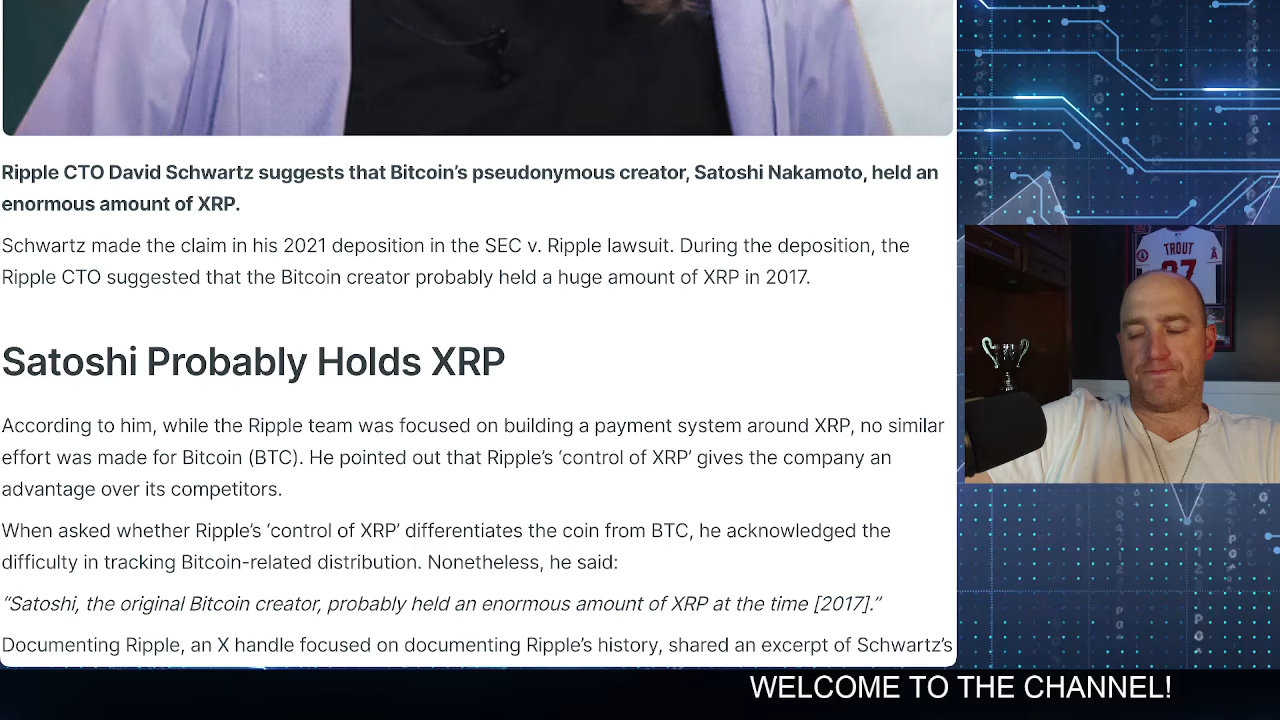 Ripple CTO David Schwartz suggests that Bitcoin’s pseudonymous creator, Satoshi Nakamoto, held an
enormous amount of XRP.
Schwartz made the claim in his 2021 deposition in the SEC v. Ripple lawsuit. During the deposition, the
Ripple CTO suggested that the Bitcoin creator probably held a huge amount of XRP in 2017.
TROUT
Satoshi Probably Holds XRP
According to him, while the Ripple team was focused on building a payment system around XRP, no similar
effort was made for Bitcoin (BTC). He pointed out that Ripple’s ‘control of XRP’ gives the company an
advantage over its competitors.
When asked whether Ripple’s ‘control of XRP’ differentiates the coin from BTC, he acknowledged the
difficulty in tracking Bitcoin-related distribution. Nonetheless, he said:
“Satoshi, the original Bitcoin creator, probably held an enormous amount of XRP at the time [2017].”
Documenting Ripple, an X handle focused on documenting Ripple’s history, shared an excerpt of Schwartz’s
WELCOME TO THE CHANNEL!